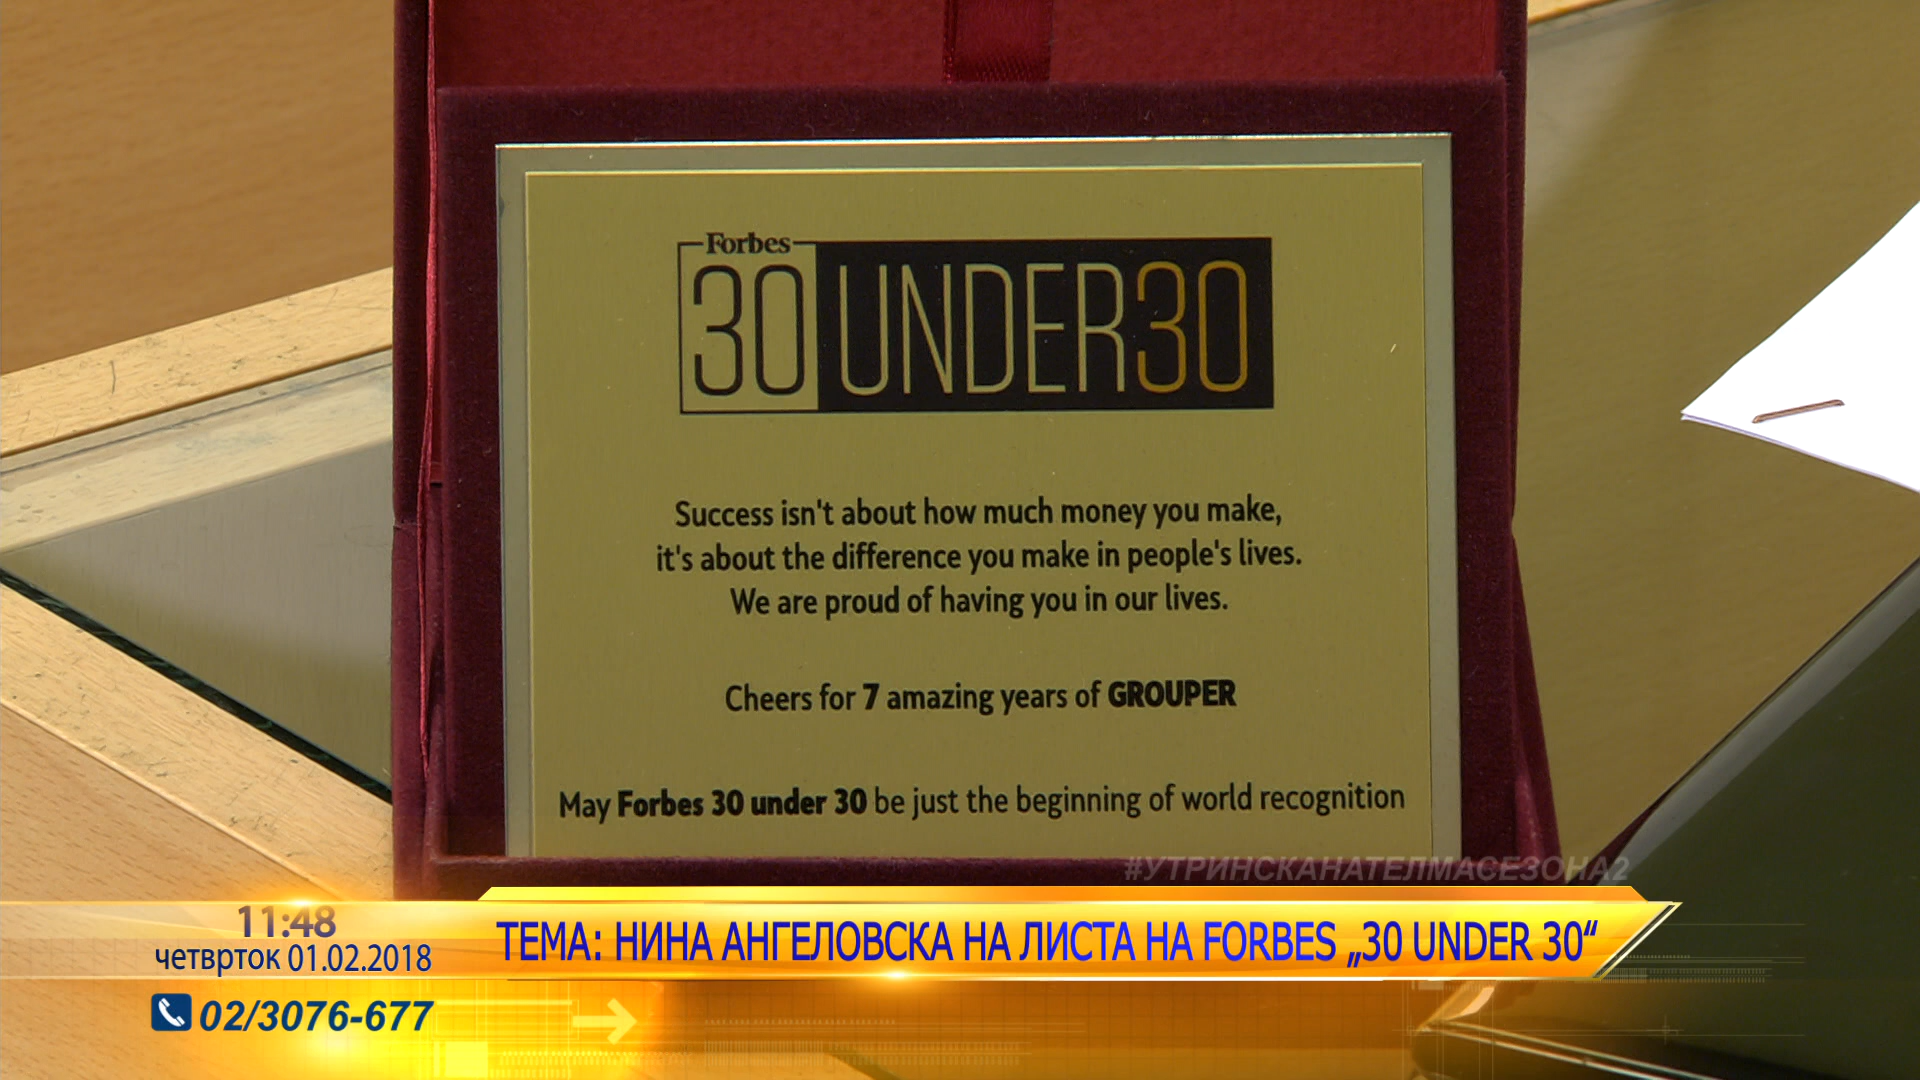 Forbes
30 UNDER 30
Success isn't about how much money you make,
it's about the difference you make in people's lives.
We are proud of having you in our lives.
Cheers for 7 amazing years of GROUPER
May Forbes 30 under 30 be just the beginning of world recognition
#УТРИНСКАНАТЕЛМАСЕЗОНА2
11:48
четврток 01.02.2018
ТЕМА: НИНА АНГЕЛОВСКА НА ЛИСТА НА FORBES „30 UNDER 30“
02/3076-677